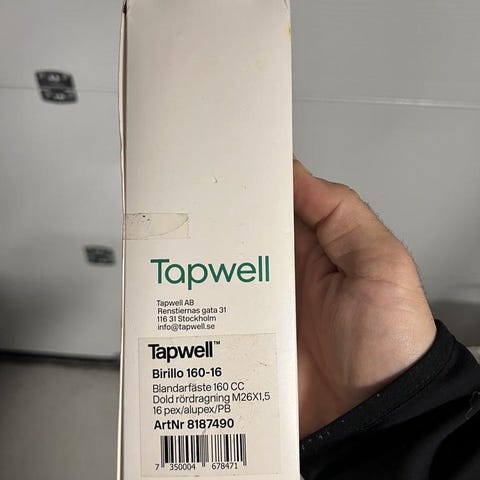 Tapwell
Tapwell AB
Renstiernas gata 31
116 31 Stockholm
info@tapwell.se
Tapwell™
Birillo 160-16
Blandarfäste 160 CC
Dold rördragning M26X1,5
16 pex/alupex/PB
ArtNr 8187490
7 350004 678471